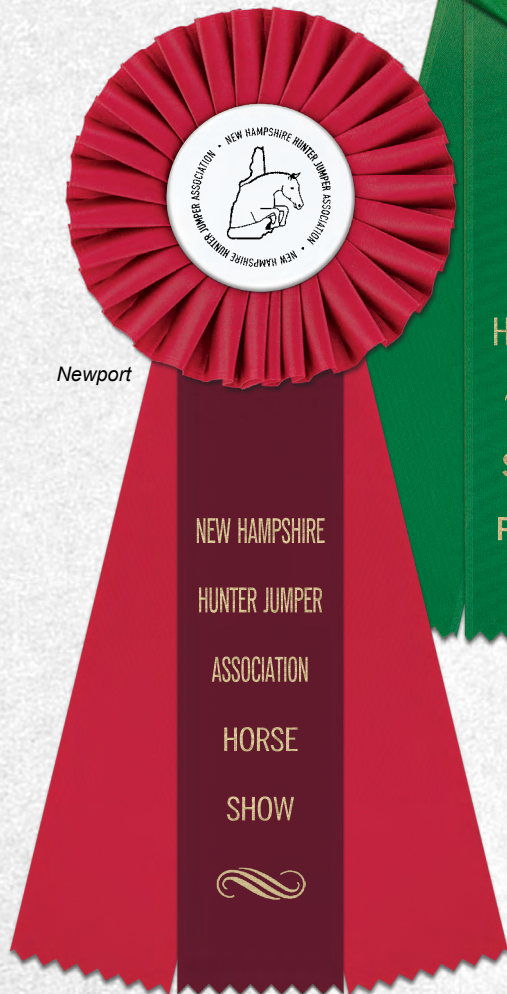 • NEW HAMPSHIRE HUNTER JUMPER ASSOCIATION • NEW HAMPSHIRE HUNTER JUMPER ASSOCIATION
Newport
NEW HAMPSHIRE
HUNTER JUMPER
ASSOCIATION
HORSE
SHOW
H
S